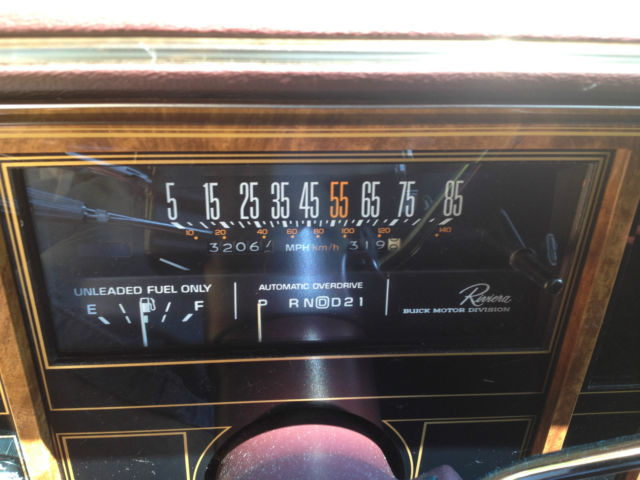 5 15 25 35 45 55 65 75 85
10 20 40 60 80 100 120 140
MPH km/h 319
UNLEADED FUEL ONLY
E F
AUTOMATIC OVERDRIVE
P R N D D 2 1
Riviera
BUICK MOTOR DIVISION